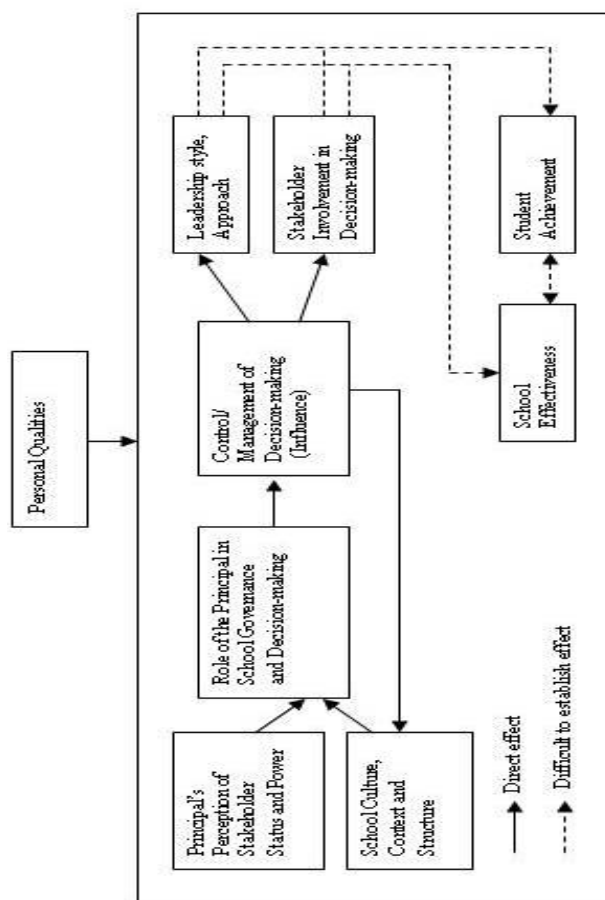 Personal Qualities
Principal's
Perception of
Stakeholder
Status and Power
School Culture,
Context and
Structure
Role of the Principal in
School Governance
and Decision-making
Control/
Management of
Decision-making
(Influence)
Leadership style,
Approach
Stakeholder
Involvement in
Decision-making
School
Effectiveness
Student
Achievement
Direct effect
Difficult to establish effect